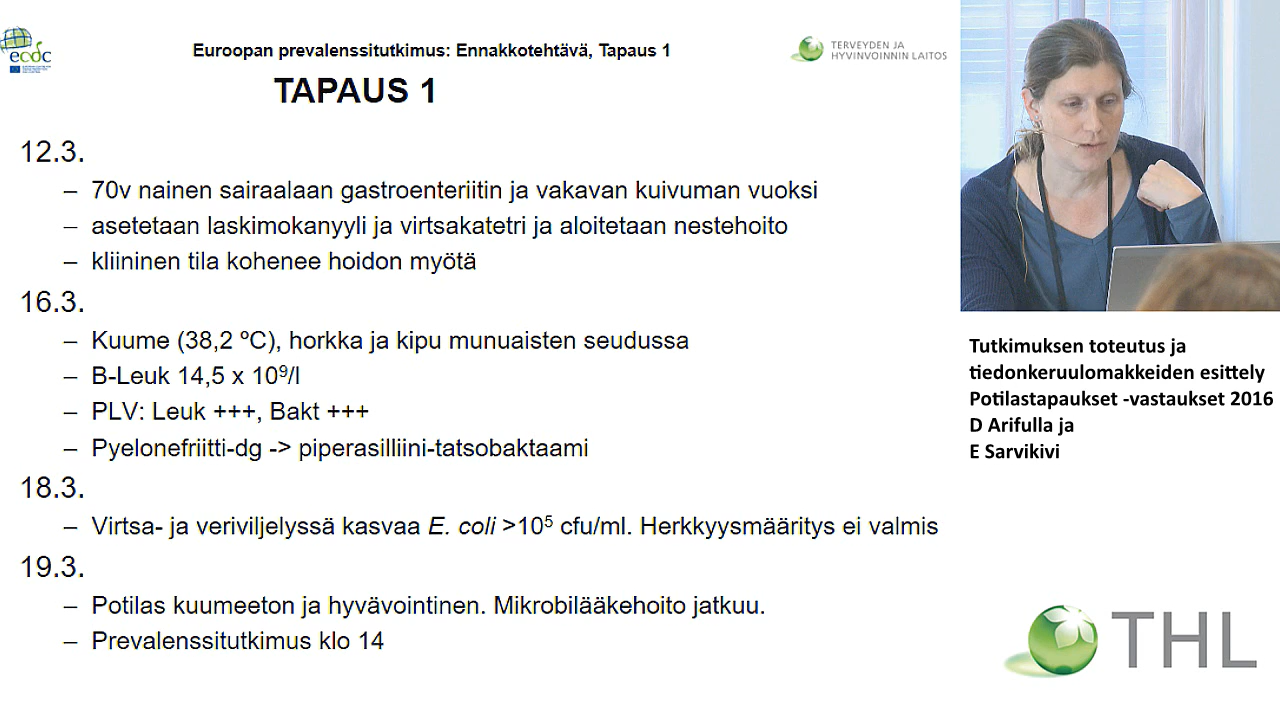 ecdc
Euroopan prevalenssitutkimus: Ennakkotehtävä, Tapaus 1
TERVEYDEN JA
HYVINVOINNIN LAITOS
TAPAUS 1
12.3.
– 70v nainen sairaalaan gastroenteriitin ja vakavan kuivuman vuoksi
– asetetaan laskimokanyyli ja virtsakatetri ja aloitetaan nestehoito
– kliininen tila kohenee hoidon myötä
16.3.
– Kuume (38,2 ºC), horkka ja kipu munuaisten seudussa
– B-Leuk 14,5 x 10⁹/l
– PLV: Leuk +++, Bakt +++
– Pyelonefriitti-dg -> piperasilliini-tatsobaktaami
18.3.
– Virtsa- ja veriviljelyssä kasvaa E. coli >10⁵ cfu/ml. Herkkyysmääritys ei valmis
19.3.
– Potilas kuumeeton ja hyvävointinen. Mikrobilääkehoito jatkuu.
– Prevalenssitutkimus klo 14
Tutkimuksen toteutus ja
tiedonkeruulomakkeiden esittely
Potilastapaukset -vastaukset 2016
D Arifulla ja
E Sarvikivi
THL